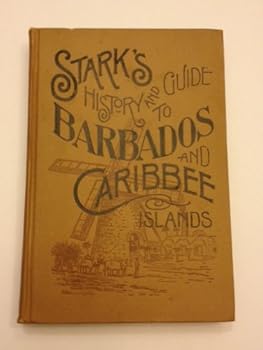 STARK'S
HISTORY AND GUIDE
TO
BARBADOS
AND
CARIBBEE
ISLANDS